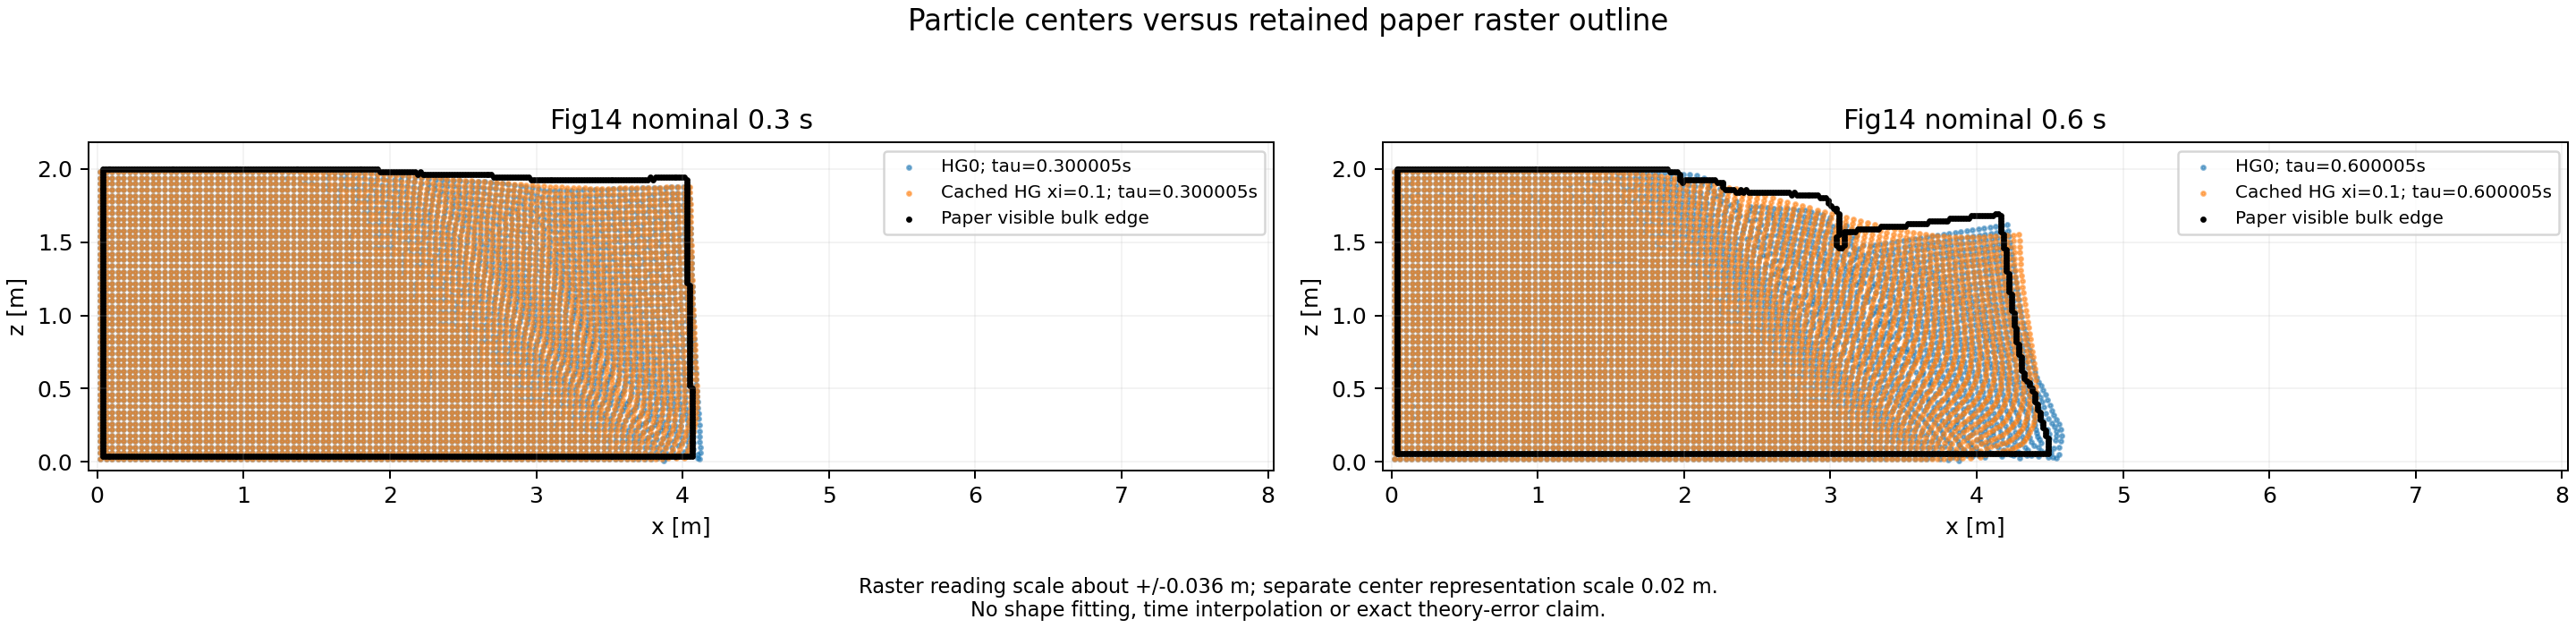 Particle centers versus retained paper raster outline
Fig14 nominal 0.3 s
2.0
1.5
1.0
0.5
0.0
z [m]
0 1 2 3 4 5 6 7 8
x [m]
HG0; tau=0.300005s
Cached HG xi=0.1; tau=0.300005s
Paper visible bulk edge
Fig14 nominal 0.6 s
2.0
1.5
1.0
0.5
0.0
z [m]
0 1 2 3 4 5 6 7 8
x [m]
HG0; tau=0.600005s
Cached HG xi=0.1; tau=0.600005s
Paper visible bulk edge
Raster reading scale about +/-0.036 m; separate center representation scale 0.02 m.
No shape fitting, time interpolation or exact theory-error claim.